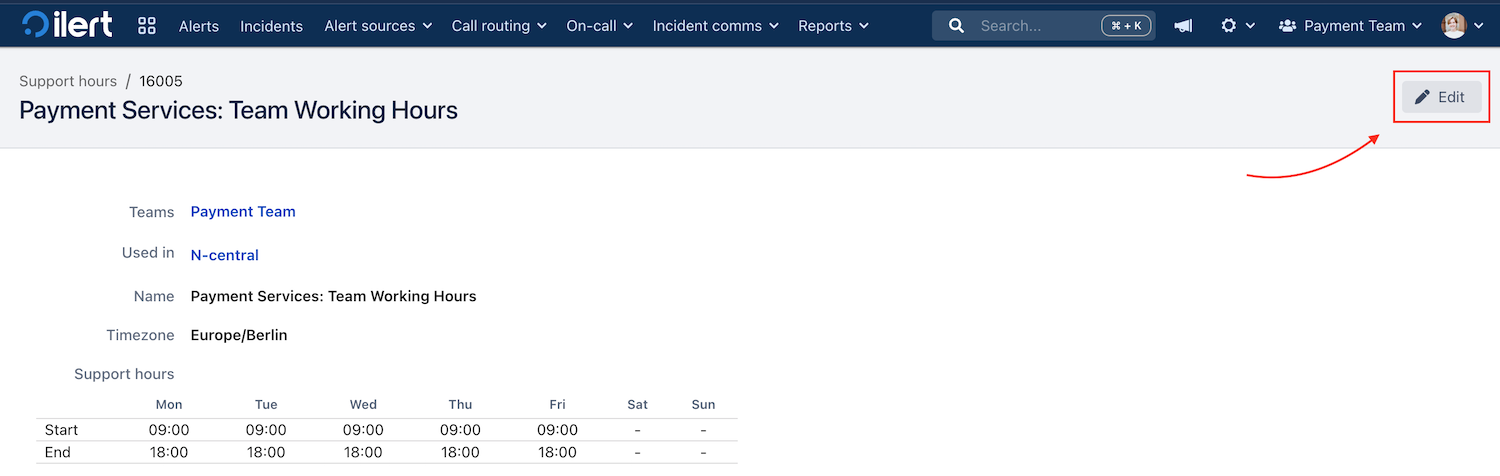 ilert Alerts Incidents Alert sources Call routing On-call Incident comms Reports Search... ⌘ + K Payment Team
Support hours / 16005
Payment Services: Team Working Hours
Edit
Teams Payment Team
Used in N-central
Name Payment Services: Team Working Hours
Timezone Europe/Berlin
Support hours
Mon Tue Wed Thu Fri Sat Sun
Start 09:00 09:00 09:00 09:00 09:00 - -
End 18:00 18:00 18:00 18:00 18:00 - -